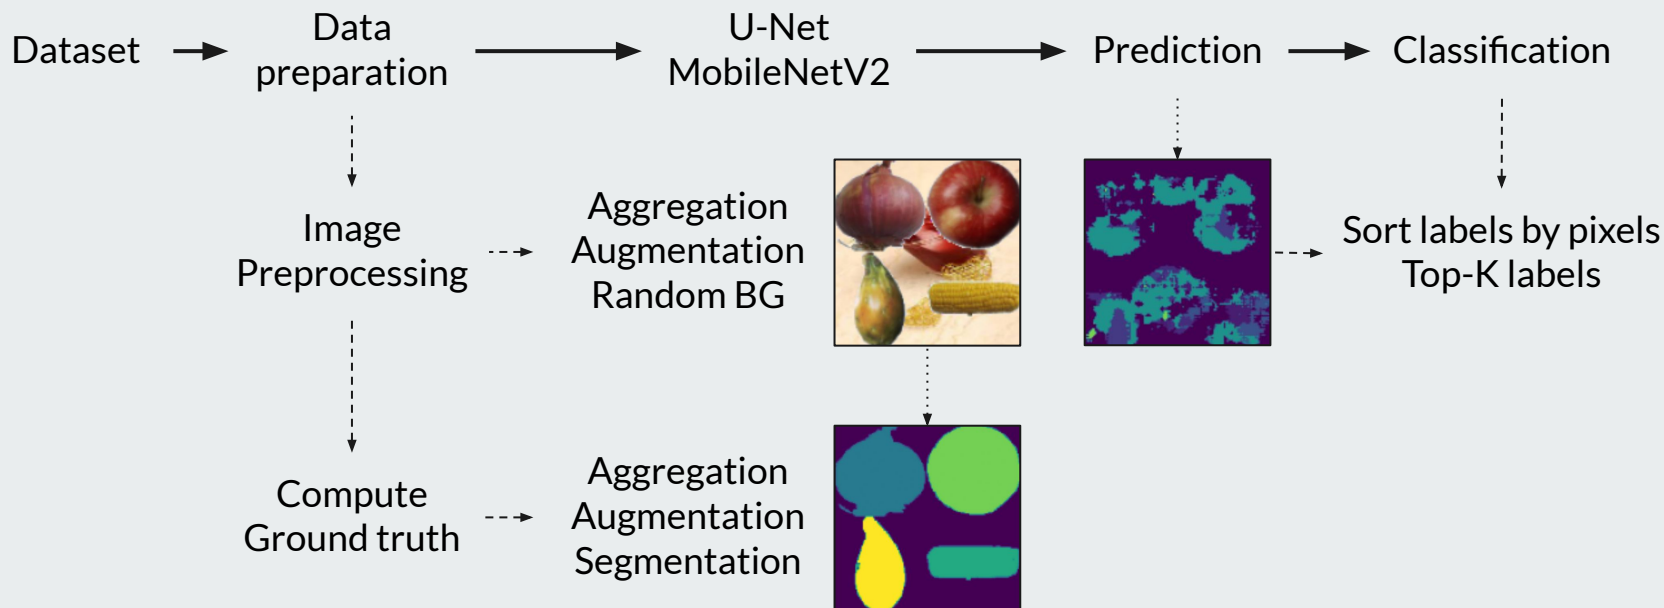 Dataset
Data
preparation
U-Net
MobileNetV2
Prediction
Classification
Image
Preprocessing
Aggregation
Augmentation
Random BG
Sort labels by pixels
Top-K labels
Compute
Ground truth
Aggregation
Augmentation
Segmentation